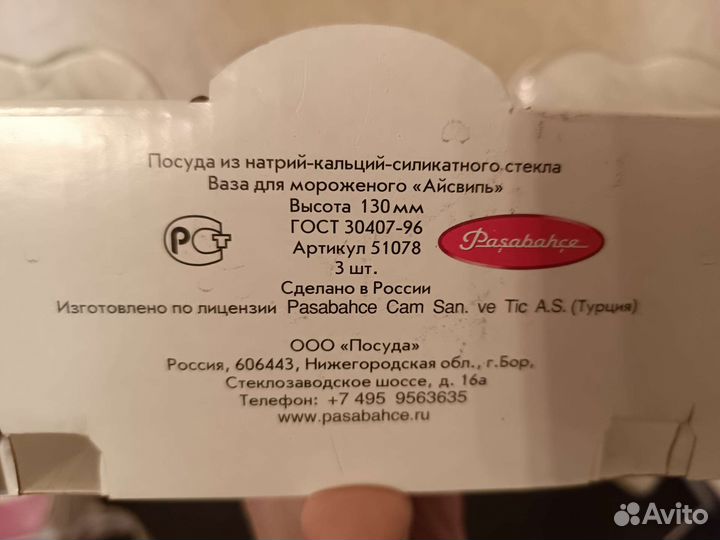 Посуда из натрий-кальций-силикатного стекла
Ваза для мороженого «Айсвипь»
Высота 130 мм
ГОСТ 30407-96
Артикул 51078
3 шт.
Сделано в России
Изготовлено по лицензии Pasabahce Cam San. ve Tic A.S. (Турция)
РСТ
Paşabahçe
ООО «Посуда»
Россия, 606443, Нижегородская обл., г.Бор,
Стеклозаводское шоссе, д. 16а
Телефон: +7 495 9563635
www.pasabahce.ru
Avito